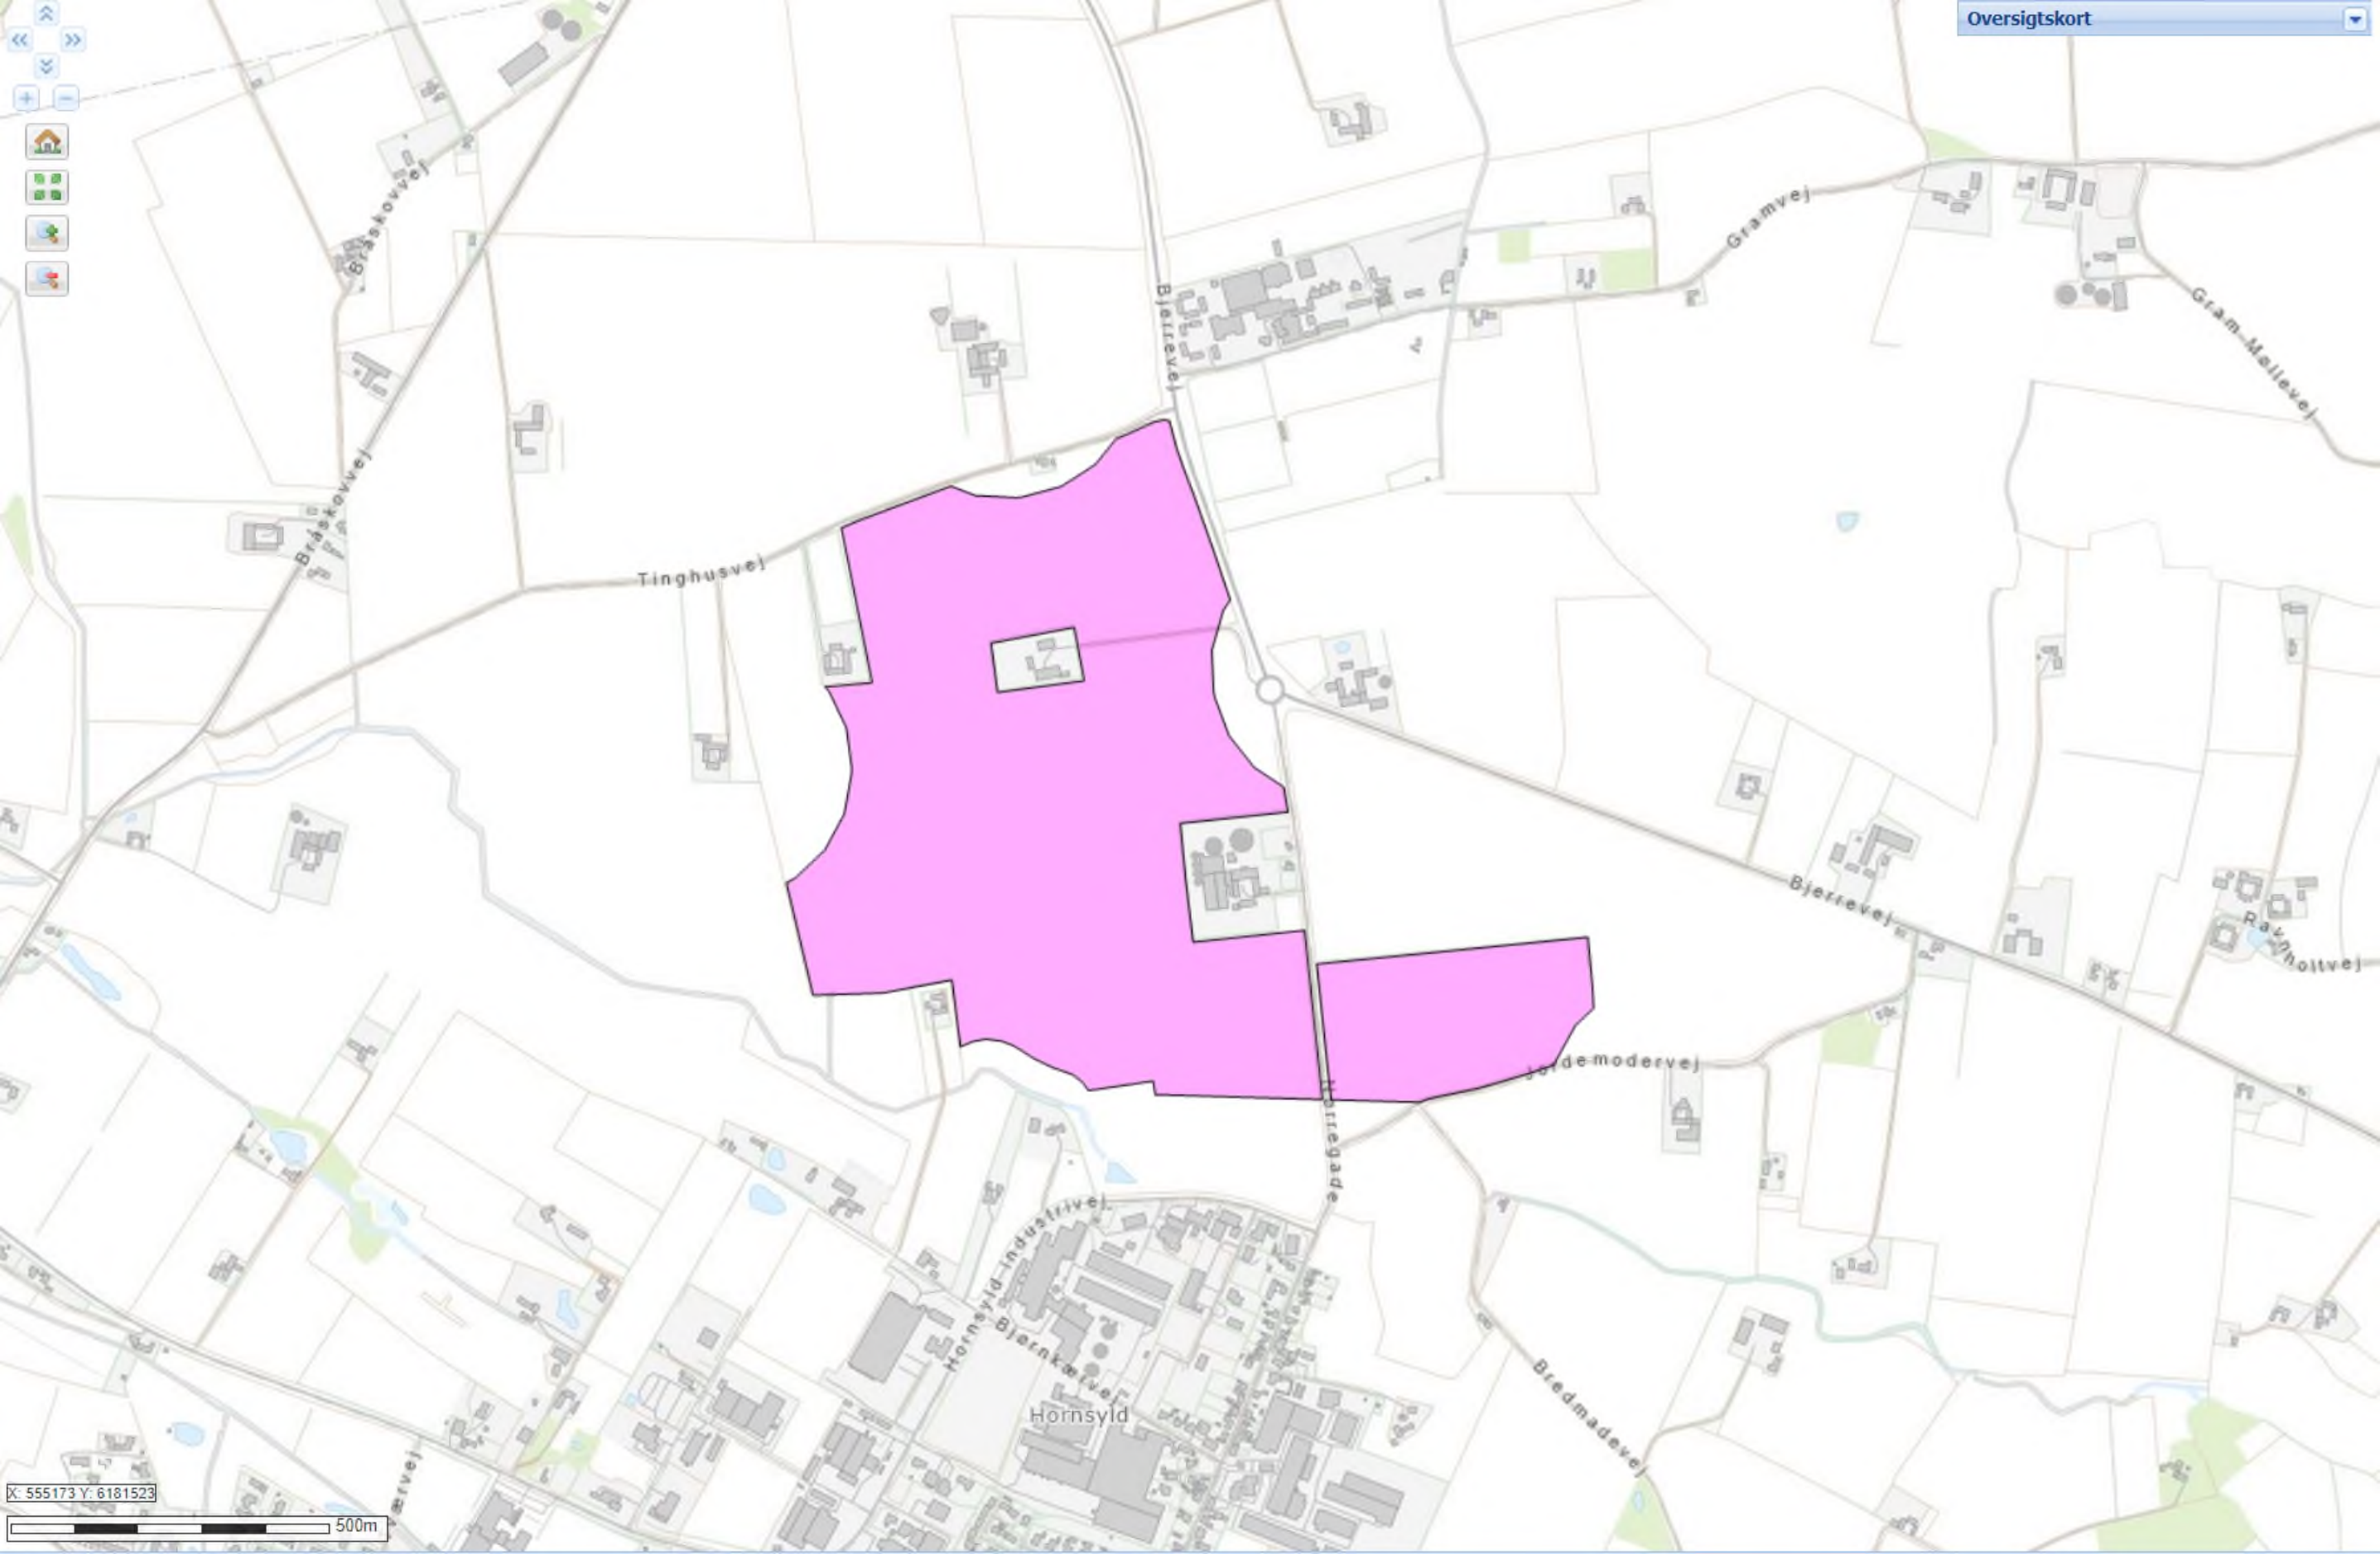 Oversigtskort
Bråskovvej
Gramvej
Bjerrevej
Gram Møllevej
Bråskovvej
Tinghusvej
Bjerrevej
Ravnholtvej
Jordemodervej
Nørregade
Hornsyld Industrivej
Bjørnkærvej
Bredmadevej
Hornsyld
X: 555173 Y: 6181523
500m